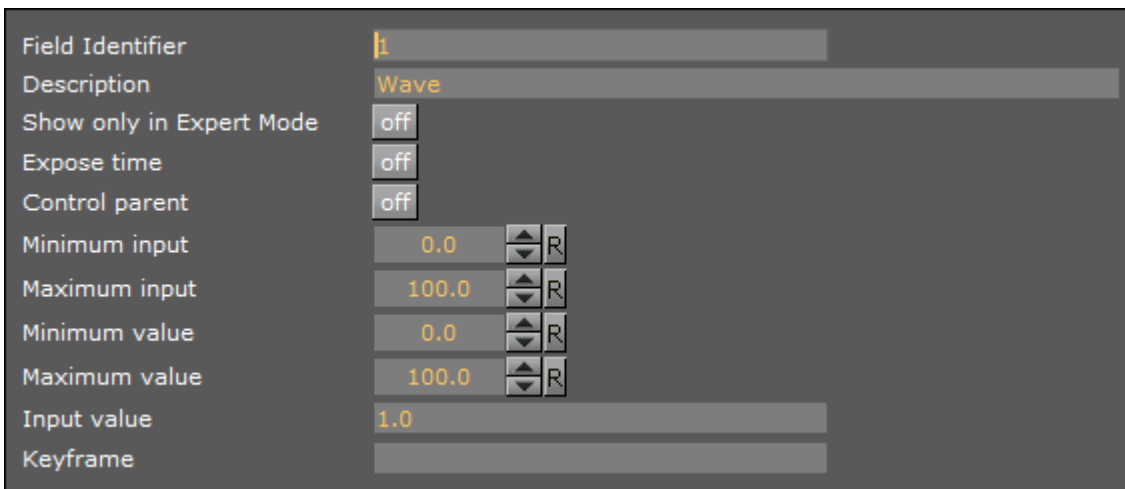 Field Identifier 1
Description Wave
Show only in Expert Mode off
Expose time off
Control parent off
Minimum input 0.0 R
Maximum input 100.0 R
Minimum value 0.0 R
Maximum value 100.0 R
Input value 1.0
Keyframe